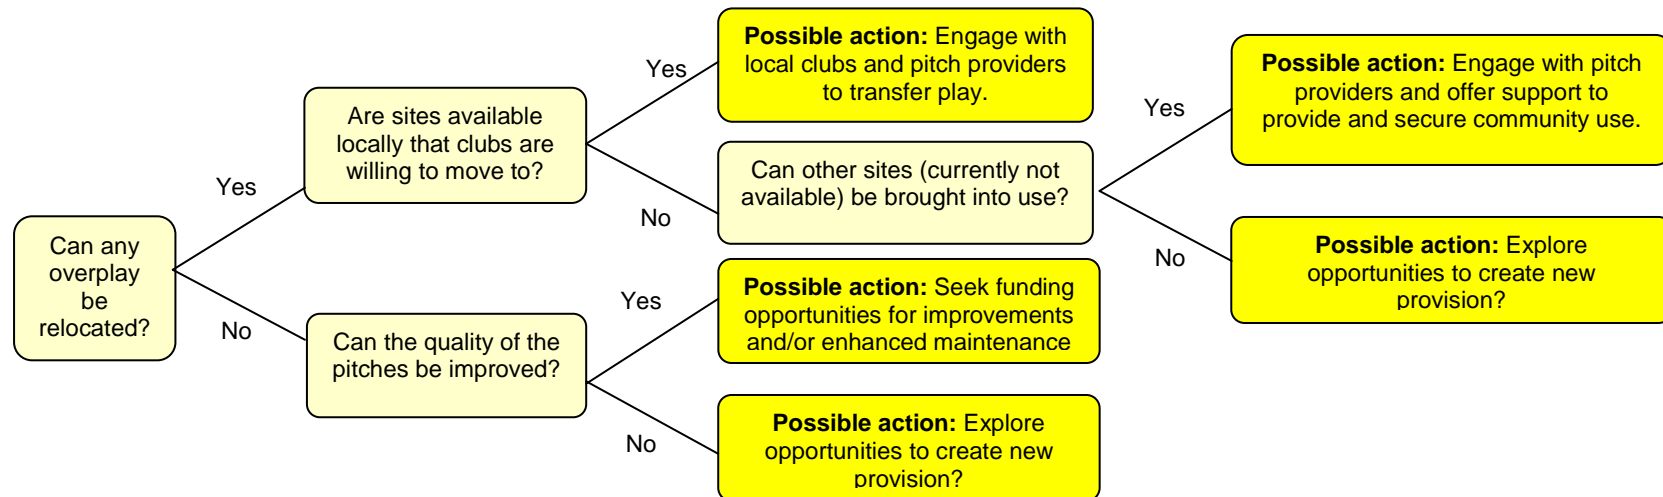 Can any
overplay
be
relocated?
Yes
No
Are sites available
locally that clubs are
willing to move to?
Yes
No
Possible action: Engage with
local clubs and pitch providers
to transfer play.
Can other sites (currently not
available) be brought into use?
Yes
No
Possible action: Engage with pitch
providers and offer support to
provide and secure community use.
Possible action: Explore
opportunities to create new
provision?
Can the quality of the
pitches be improved?
Yes
No
Possible action: Seek funding
opportunities for improvements
and/or enhanced maintenance
Possible action: Explore
opportunities to create new
provision?